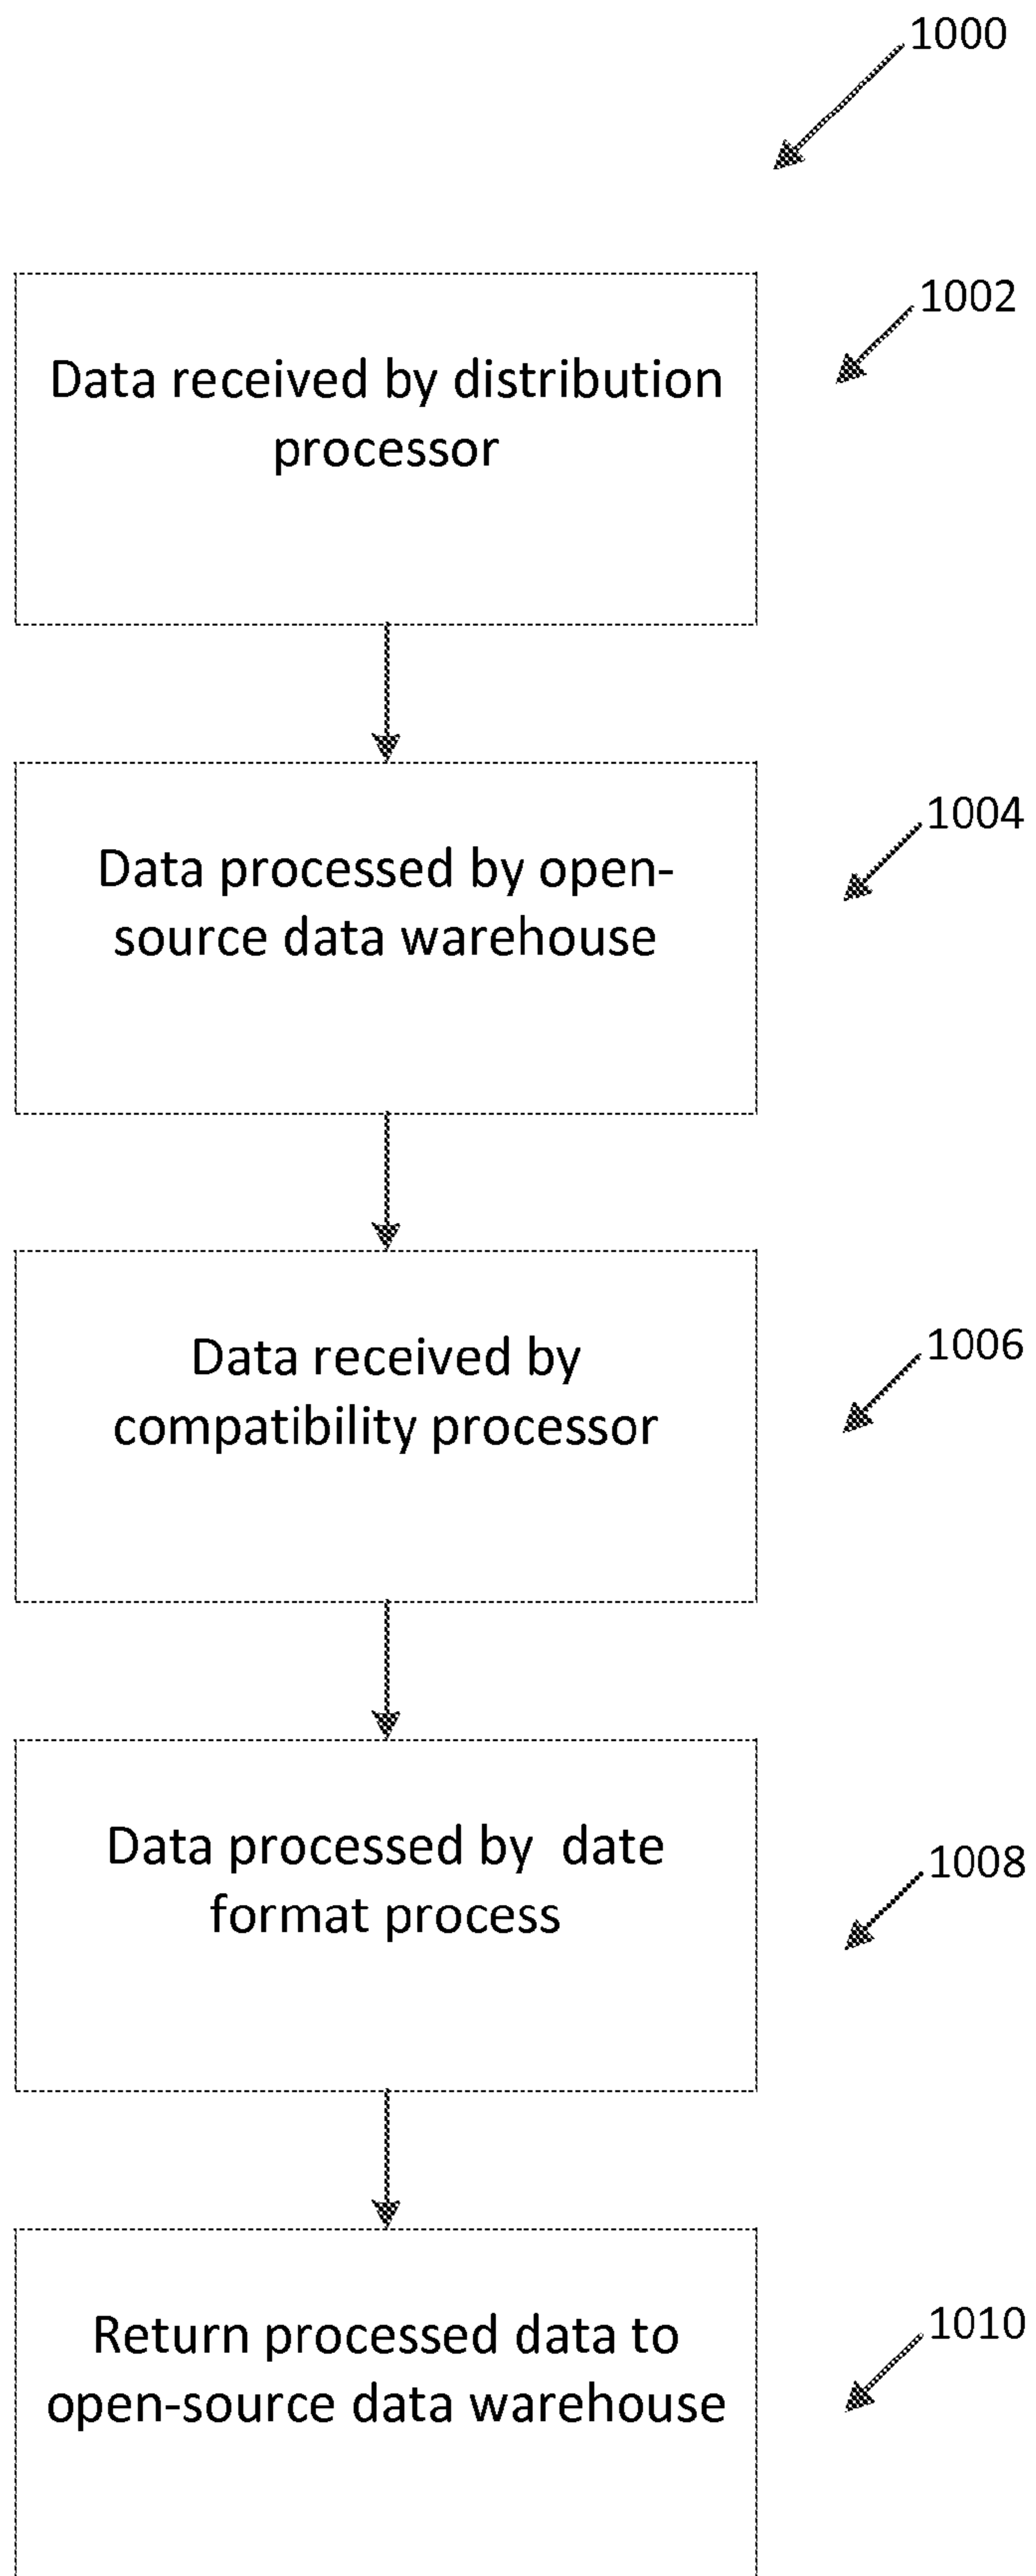 1000
1002
Data received by distribution
processor
1004
Data processed by open-
source data warehouse
1006
Data received by
compatibility processor
1008
Data processed by  date
format process
1010
Return processed data to
open-source data warehouse